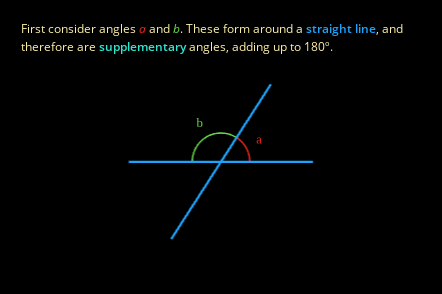 First consider angles a and b. These form around a straight line, and
therefore are supplementary angles, adding up to 180°.
b
a